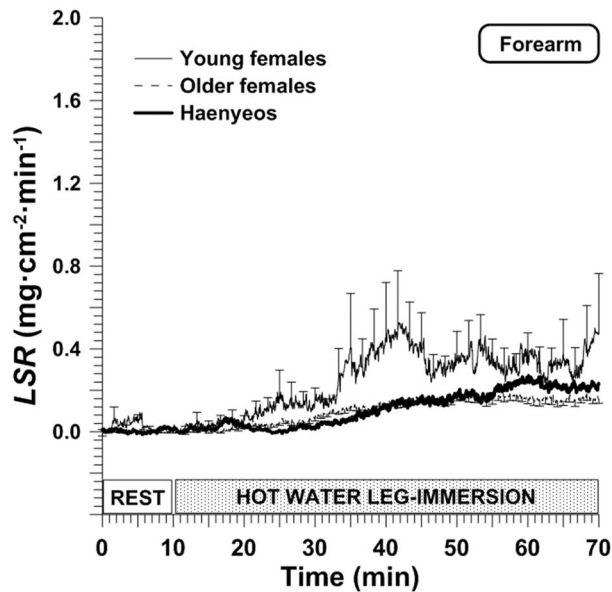 2.0
Forearm
Young females
Older females
Haenyeos
1.6
1.2
0.8
0.4
0.0
LSR (mg·cm⁻²·min⁻¹)
REST
HOT WATER LEG-IMMERSION
0 10 20 30 40 50 60 70
Time (min)